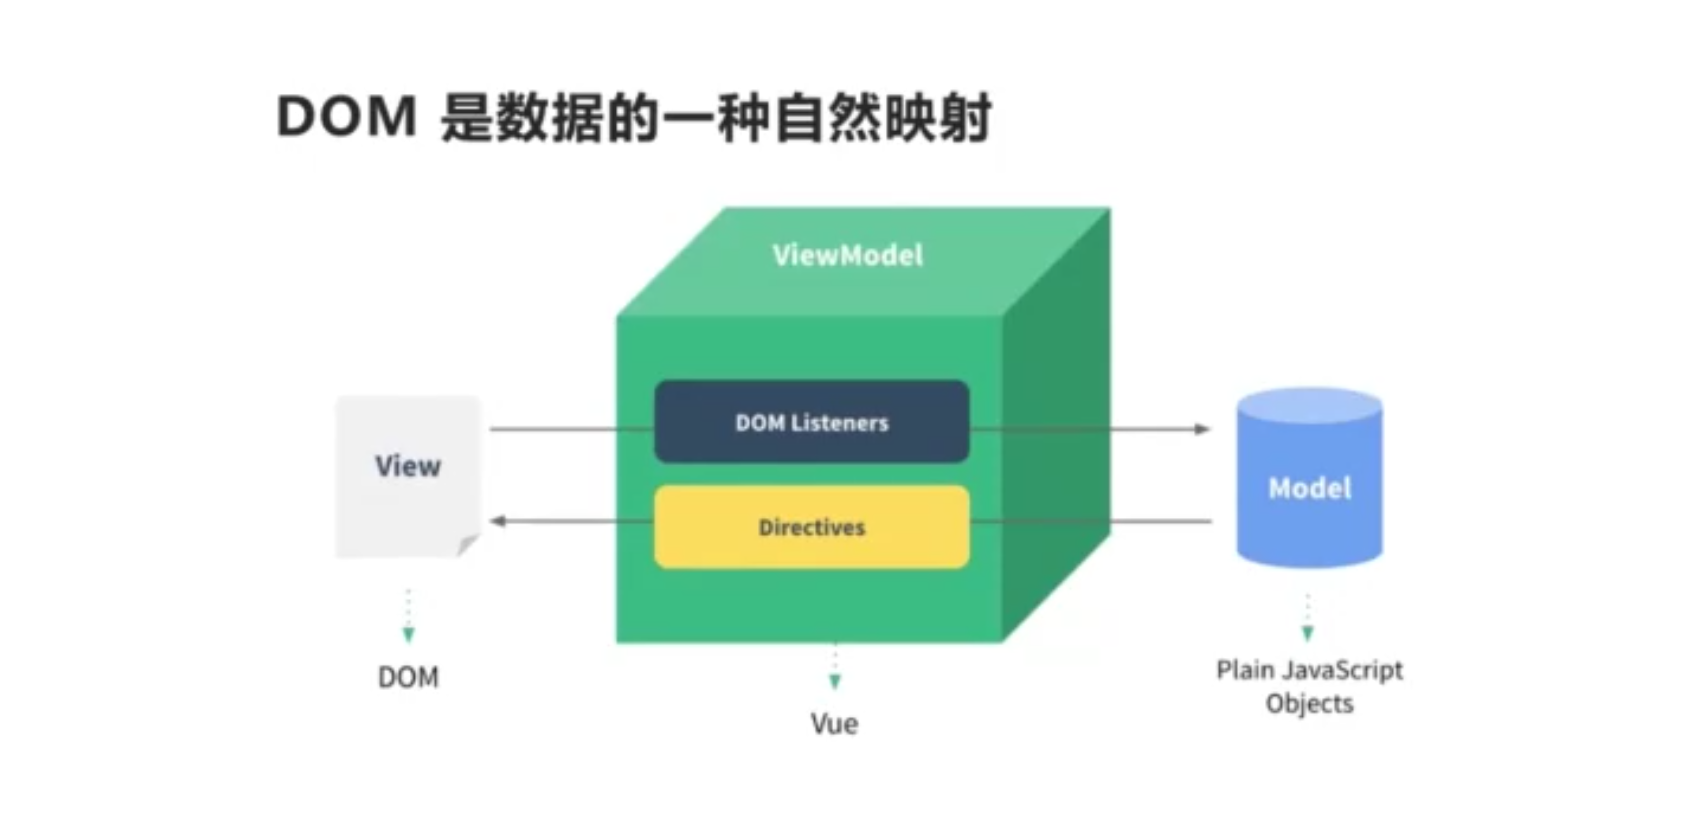 DOM 是数据的一种自然映射
ViewModel
DOM Listeners
View
Model
Directives
DOM
Plain JavaScript
Objects
Vue